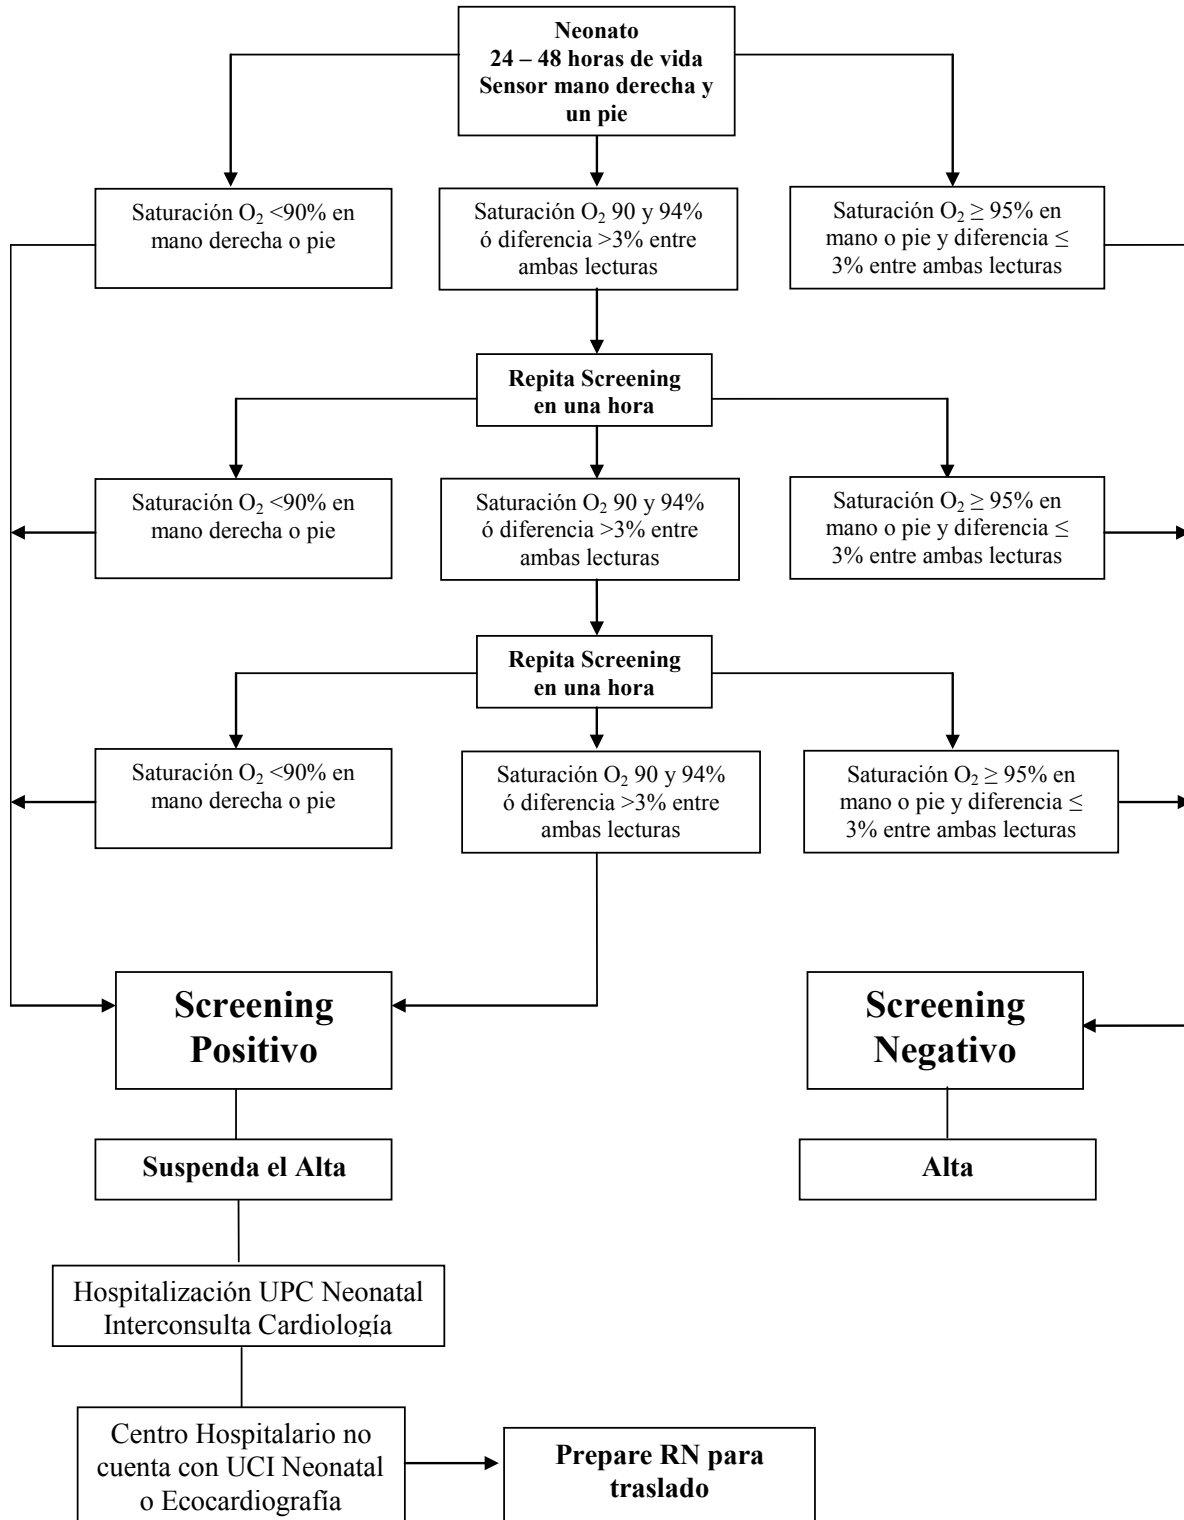 Neonato
24 – 48 horas de vida
Sensor mano derecha y
un pie
Saturación O₂ <90% en
mano derecha o pie
Saturación O₂ 90 y 94%
ó diferencia >3% entre
ambas lecturas
Saturación O₂ ≥ 95% en
mano o pie y diferencia ≤
3% entre ambas lecturas
Repita Screening
en una hora
Saturación O₂ <90% en
mano derecha o pie
Saturación O₂ 90 y 94%
ó diferencia >3% entre
ambas lecturas
Saturación O₂ ≥ 95% en
mano o pie y diferencia ≤
3% entre ambas lecturas
Repita Screening
en una hora
Saturación O₂ <90% en
mano derecha o pie
Saturación O₂ 90 y 94%
ó diferencia >3% entre
ambas lecturas
Saturación O₂ ≥ 95% en
mano o pie y diferencia ≤
3% entre ambas lecturas
Screening
Positivo
Screening
Negativo
Suspenda el Alta
Alta
Hospitalización UPC Neonatal
Interconsulta Cardiología
Centro Hospitalario no
cuenta con UCI Neonatal
o Ecocardiografía
Prepare RN para
traslado